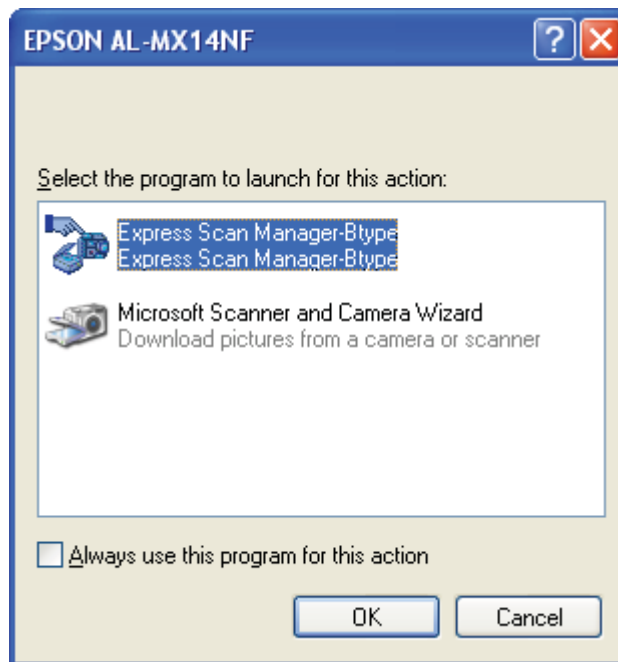 EPSON AL-MX14NF
?
Select the program to launch for this action:
Express Scan Manager-Btype
Express Scan Manager-Btype
Microsoft Scanner and Camera Wizard
Download pictures from a camera or scanner
Always use this program for this action
OK Cancel